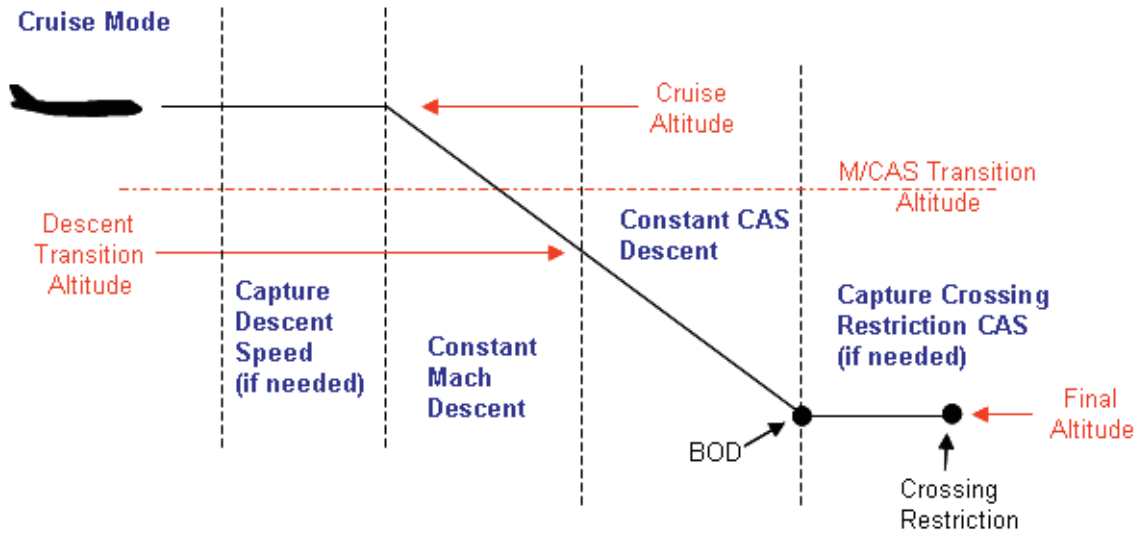 Cruise Mode
Cruise
Altitude
M/CAS Transition
Altitude
Descent
Transition
Altitude
Constant CAS
Descent
Capture
Descent
Speed
(if needed)
Constant
Mach
Descent
Capture Crossing
Restriction CAS
(if needed)
Final
Altitude
BOD
Crossing
Restriction